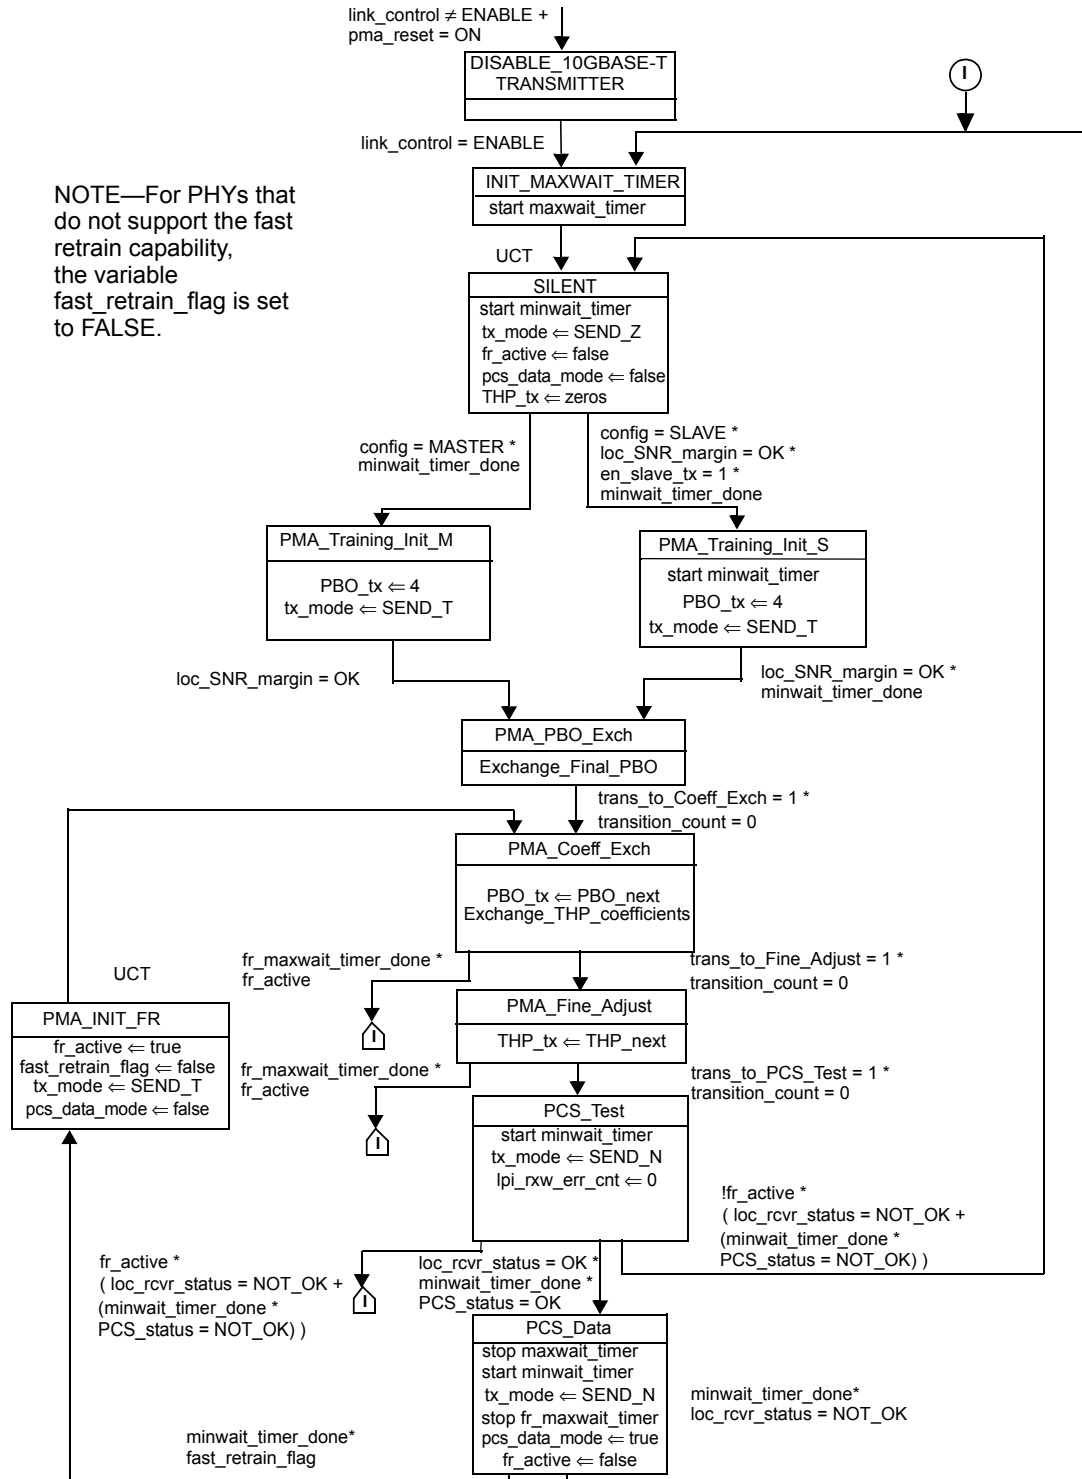 link_control ≠ ENABLE +
pma_reset = ON
DISABLE_10GBASE-T
TRANSMITTER
I
link_control = ENABLE
INIT_MAXWAIT_TIMER
start maxwait_timer
NOTE—For PHYs that
do not support the fast
retrain capability,
the variable
fast_retrain_flag is set
to FALSE.
UCT
SILENT
start minwait_timer
tx_mode ⇐ SEND_Z
fr_active ⇐ false
pcs_data_mode ⇐ false
THP_tx ⇐ zeros
config = MASTER *
minwait_timer_done
config = SLAVE *
loc_SNR_margin = OK *
en_slave_tx = 1 *
minwait_timer_done
PMA_Training_Init_M
PBO_tx ⇐ 4
tx_mode ⇐ SEND_T
PMA_Training_Init_S
start minwait_timer
PBO_tx ⇐ 4
tx_mode ⇐ SEND_T
loc_SNR_margin = OK
loc_SNR_margin = OK *
minwait_timer_done
PMA_PBO_Exch
Exchange_Final_PBO
trans_to_Coeff_Exch = 1 *
transition_count = 0
PMA_Coeff_Exch
PBO_tx ⇐ PBO_next
Exchange_THP_coefficients
UCT
fr_maxwait_timer_done *
fr_active
I
trans_to_Fine_Adjust = 1 *
transition_count = 0
PMA_INIT_FR
fr_active ⇐ true
fast_retrain_flag ⇐ false
tx_mode ⇐ SEND_T
pcs_data_mode ⇐ false
PMA_Fine_Adjust
THP_tx ⇐ THP_next
fr_maxwait_timer_done *
fr_active
I
trans_to_PCS_Test = 1 *
transition_count = 0
PCS_Test
start minwait_timer
tx_mode ⇐ SEND_N
lpi_rxw_err_cnt ⇐ 0
!fr_active *
( loc_rcvr_status = NOT_OK +
(minwait_timer_done *
PCS_status = NOT_OK) )
fr_active *
( loc_rcvr_status = NOT_OK +
(minwait_timer_done *
PCS_status = NOT_OK) )
I
loc_rcvr_status = OK *
minwait_timer_done *
PCS_status = OK
PCS_Data
stop maxwait_timer
start minwait_timer
tx_mode ⇐ SEND_N
stop fr_maxwait_timer
pcs_data_mode ⇐ true
fr_active ⇐ false
minwait_timer_done*
loc_rcvr_status = NOT_OK
minwait_timer_done*
fast_retrain_flag